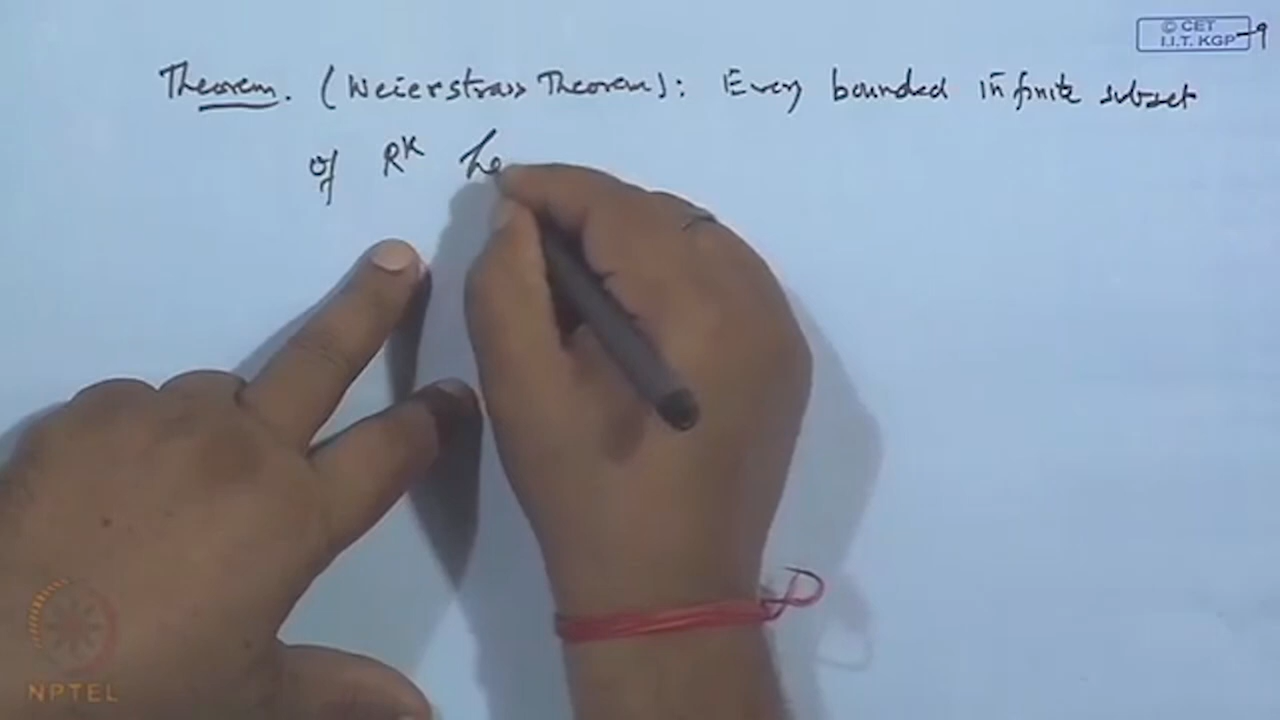 © CET
I.I.T. KGP
Theorem. (Weierstrass Theorem): Every bounded infinite subset
of R^K
NPTEL